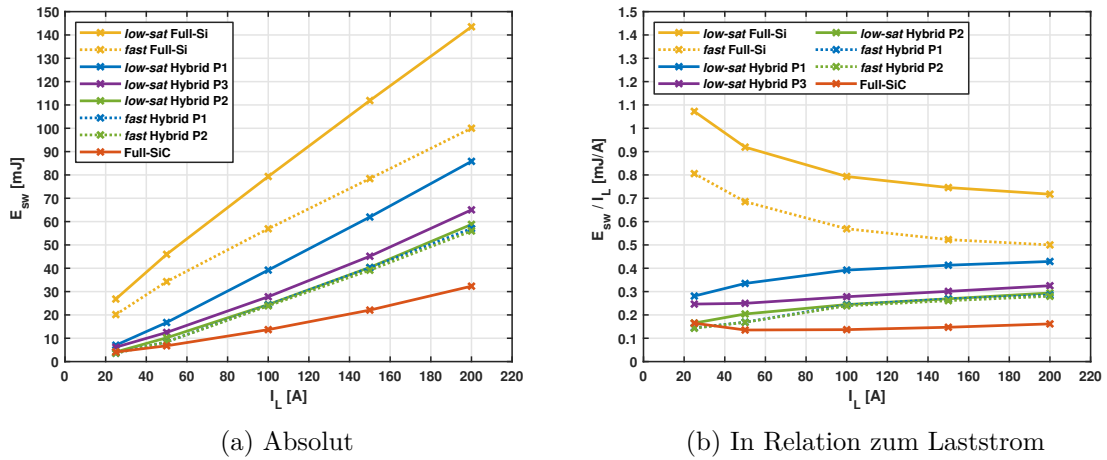 150
140
130
120
110
100
90
80
70
60
50
40
30
20
10
0
E_sw [mJ]
low-sat Full-Si
fast Full-Si
low-sat Hybrid P1
low-sat Hybrid P3
low-sat Hybrid P2
fast Hybrid P1
fast Hybrid P2
Full-SiC
0 20 40 60 80 100 120 140 160 180 200 220
I_L [A]
(a) Absolut
1.5
1.4
1.3
1.2
1.1
1
0.9
0.8
0.7
0.6
0.5
0.4
0.3
0.2
0.1
0
E_sw / I_L [mJ/A]
low-sat Full-Si
fast Full-Si
low-sat Hybrid P1
low-sat Hybrid P3
low-sat Hybrid P2
fast Hybrid P1
fast Hybrid P2
Full-SiC
0 20 40 60 80 100 120 140 160 180 200 220
I_L [A]
(b) In Relation zum Laststrom